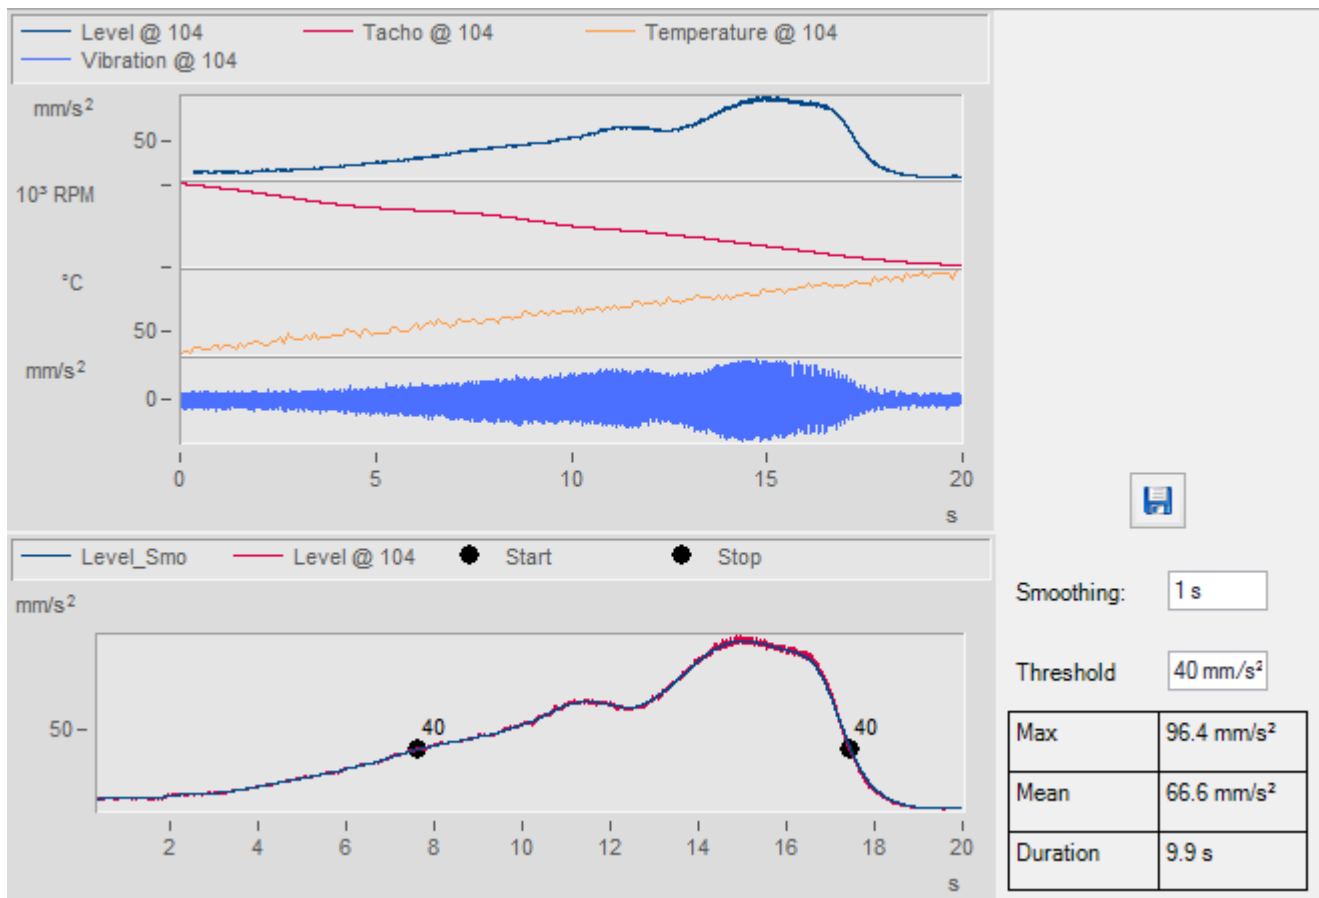 Level @ 104 Tacho @ 104 Temperature @ 104
Vibration @ 104
mm/s²
50
10³ RPM
°C
50
mm/s²
0
0 5 10 15 20
s
Level_Smo Level @ 104 Start Stop
mm/s²
50
40 40
2 4 6 8 10 12 14 16 18 20
s
Smoothing: 1 s
Threshold 40 mm/s²
Max 96.4 mm/s²
Mean 66.6 mm/s²
Duration 9.9 s